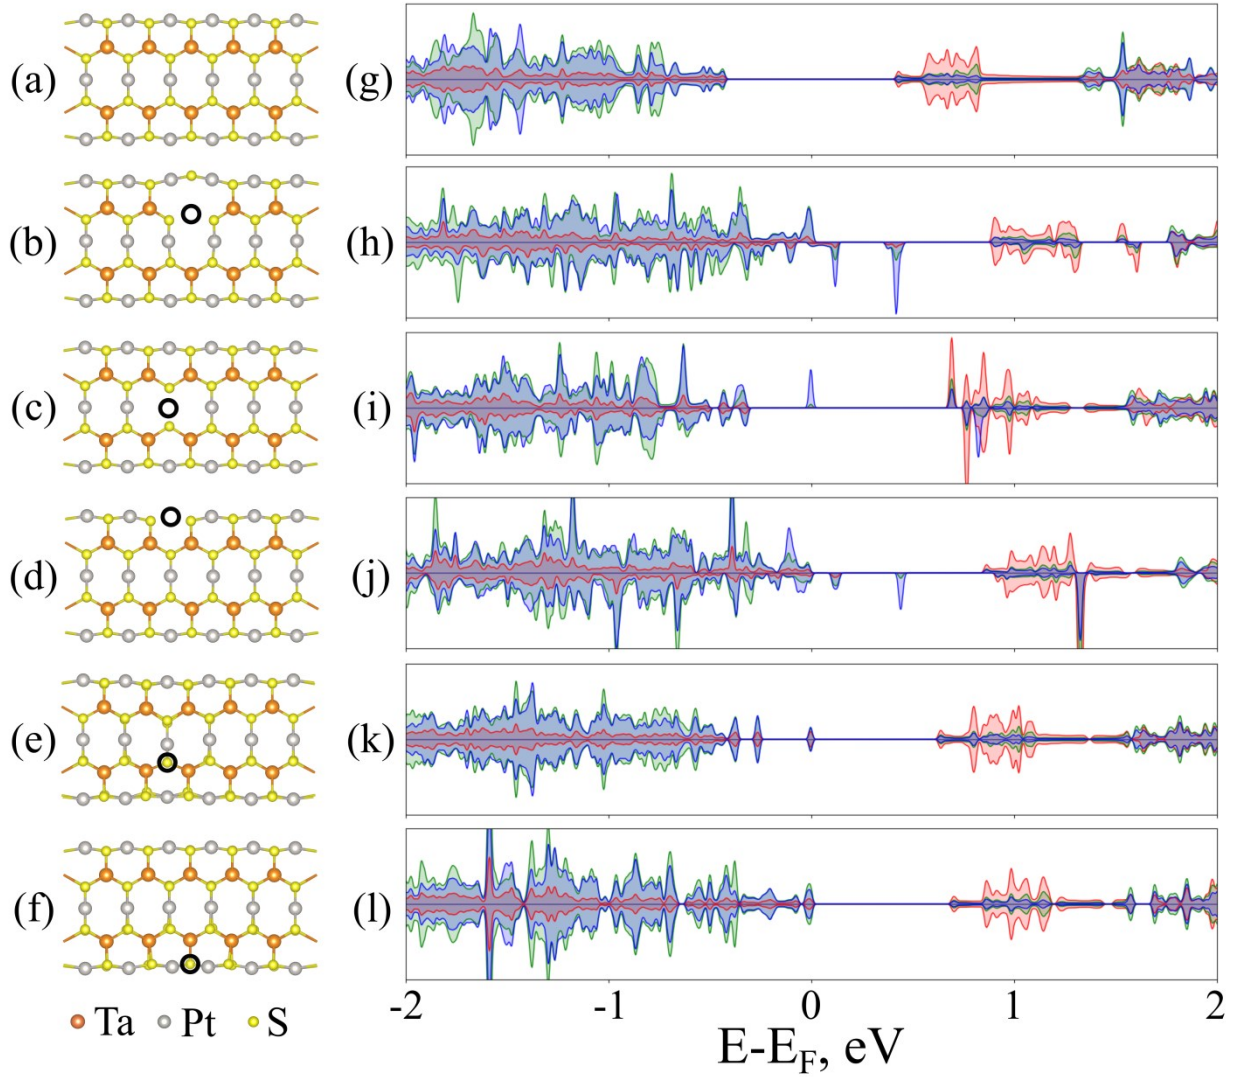 (a) (g)
(b) (h)
(c) (i)
(d) (j)
(e) (k)
(f) (l)
-2 -1 0 1 2
Ta Pt S
E-E_F, eV